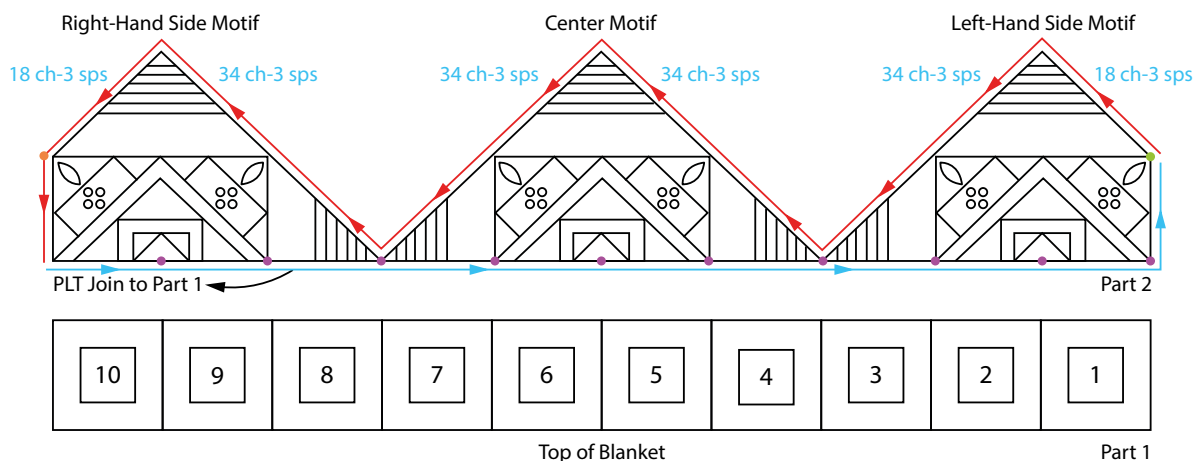 Right-Hand Side Motif
Center Motif
Left-Hand Side Motif
18 ch-3 sps
34 ch-3 sps
34 ch-3 sps
34 ch-3 sps
34 ch-3 sps
18 ch-3 sps
PLT Join to Part 1
Part 2
10
9
8
7
6
5
4
3
2
1
Top of Blanket
Part 1